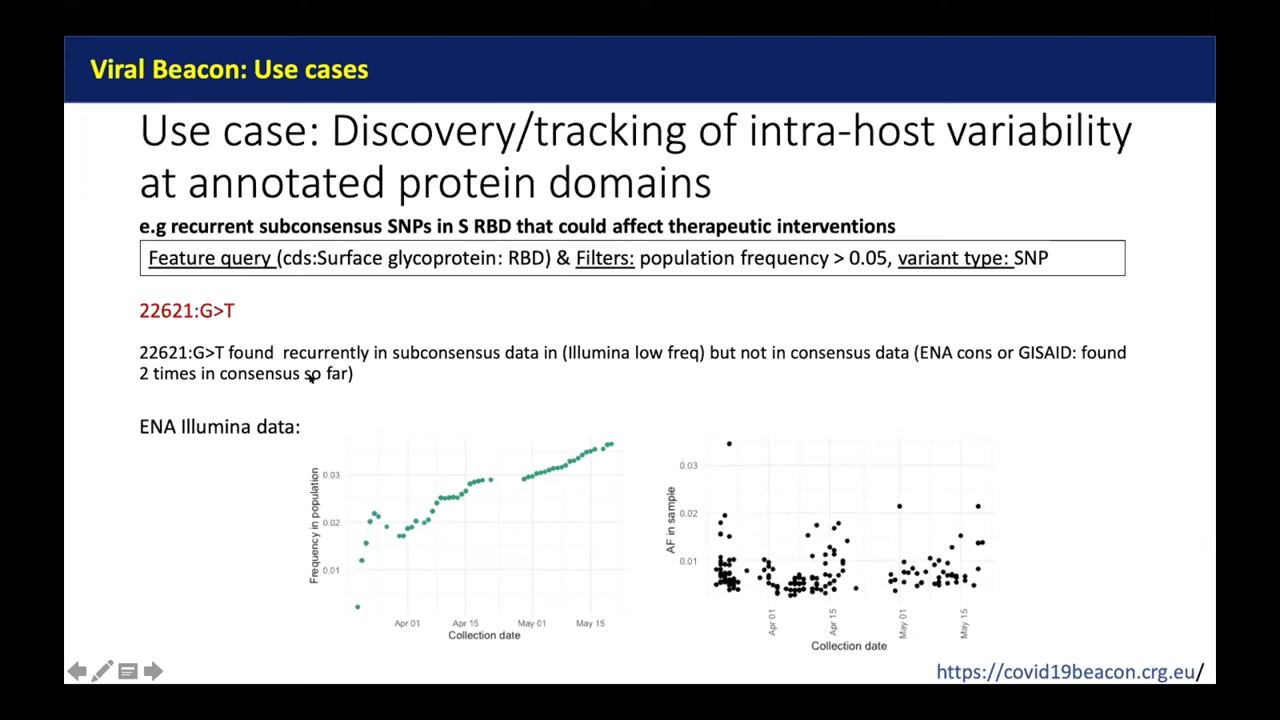 Viral Beacon: Use cases
Use case: Discovery/tracking of intra-host variability
at annotated protein domains
e.g recurrent subconsensus SNPs in S RBD that could affect therapeutic interventions
Feature query (cds:Surface glycoprotein: RBD) & Filters: population frequency > 0.05, variant type: SNP
22621:G>T
22621:G>T found  recurrently in subconsensus data in (Illumina low freq) but not in consensus data (ENA cons or GISAID: found
2 times in consensus so far)
ENA Illumina data:
Frequency in population
0.03
0.02
0.01
Apr 01
Apr 15
May 01
May 15
Collection date
AF in sample
0.03
0.02
0.01
Apr 01
Apr 15
May 01
May 15
Collection date
https://covid19beacon.crg.eu/